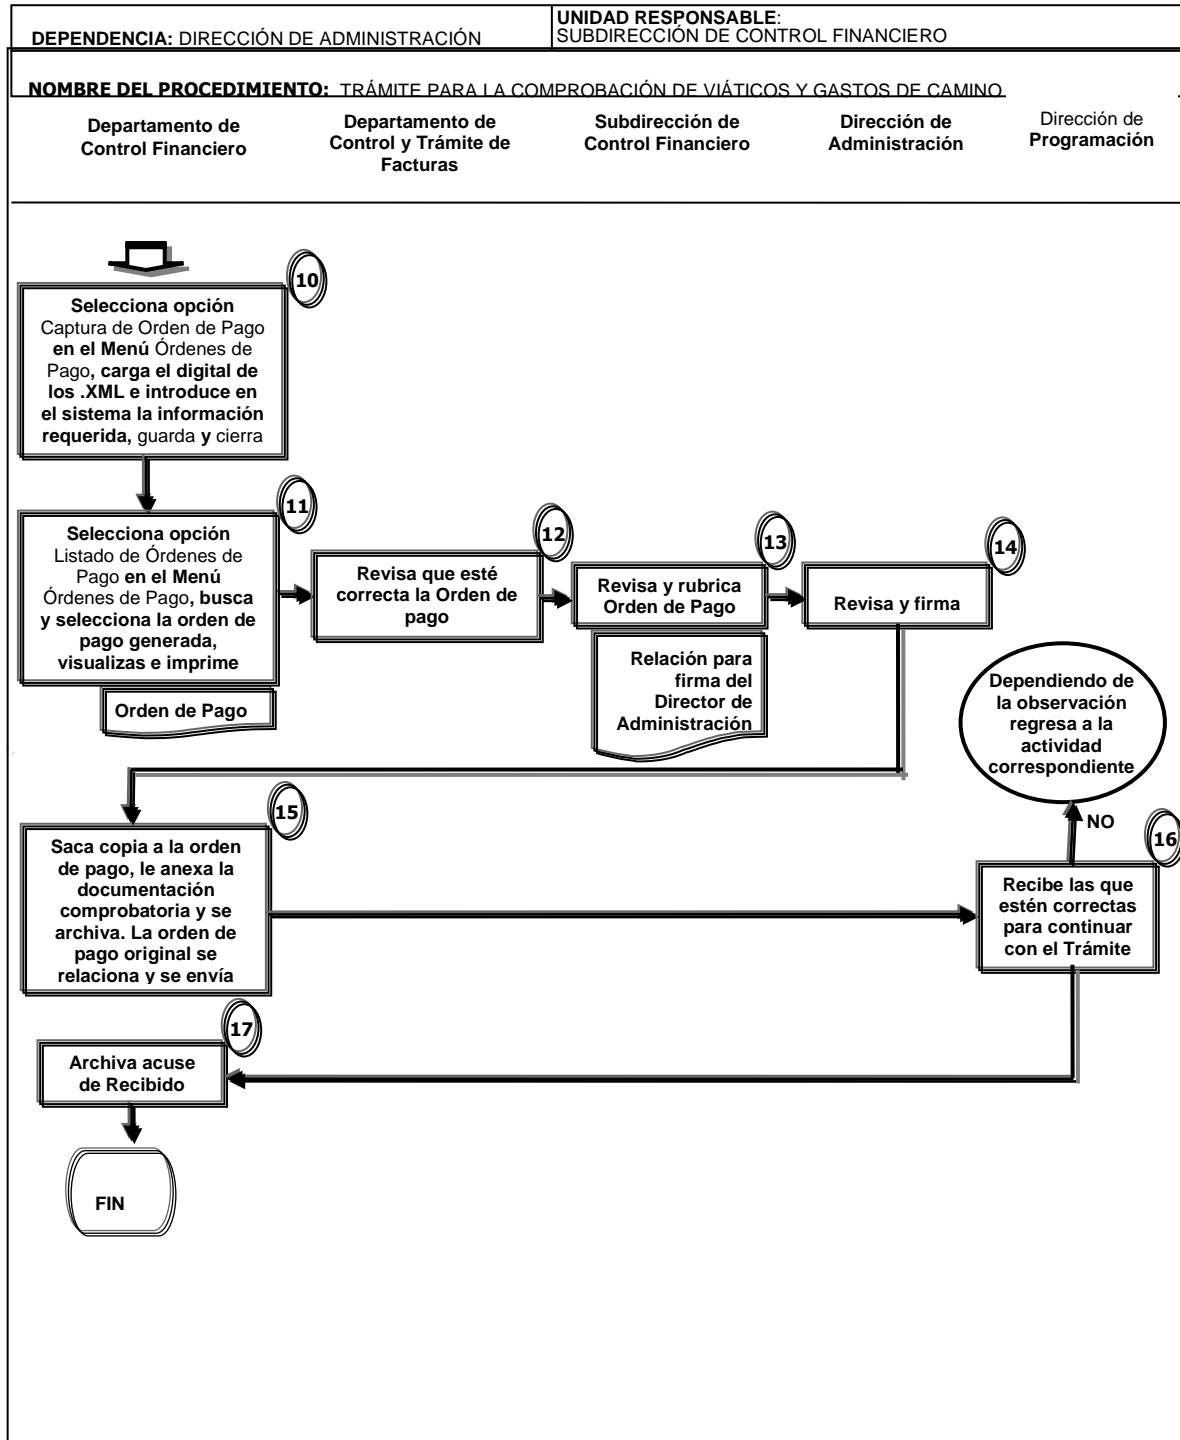 DEPENDENCIA: DIRECCIÓN DE ADMINISTRACIÓN
UNIDAD RESPONSABLE:
SUBDIRECCIÓN DE CONTROL FINANCIERO
NOMBRE DEL PROCEDIMIENTO: TRÁMITE PARA LA COMPROBACIÓN DE VIÁTICOS Y GASTOS DE CAMINO
Departamento de
Control Financiero
Departamento de
Control y Trámite de
Facturas
Subdirección de
Control Financiero
Dirección de
Administración
Dirección de
Programación
10
Selecciona opción
Captura de Orden de Pago
en el Menú Órdenes de
Pago, carga el digital de
los .XML e introduce en
el sistema la información
requerida, guarda y cierra
11
Selecciona opción
Listado de Órdenes de
Pago en el Menú
Órdenes de Pago, busca
y selecciona la orden de
pago generada,
visualizas e imprime
Orden de Pago
12
Revisa que esté
correcta la Orden de
pago
13
Revisa y rubrica
Orden de Pago
Relación para
firma del
Director de
Administración
14
Revisa y firma
Dependiendo de
la observación
regresa a la
actividad
correspondiente
NO
15
Saca copia a la orden
de pago, le anexa la
documentación
comprobatoria y se
archiva. La orden de
pago original se
relaciona y se envía
16
Recibe las que
estén correctas
para continuar
con el Trámite
17
Archiva acuse
de Recibido
FIN